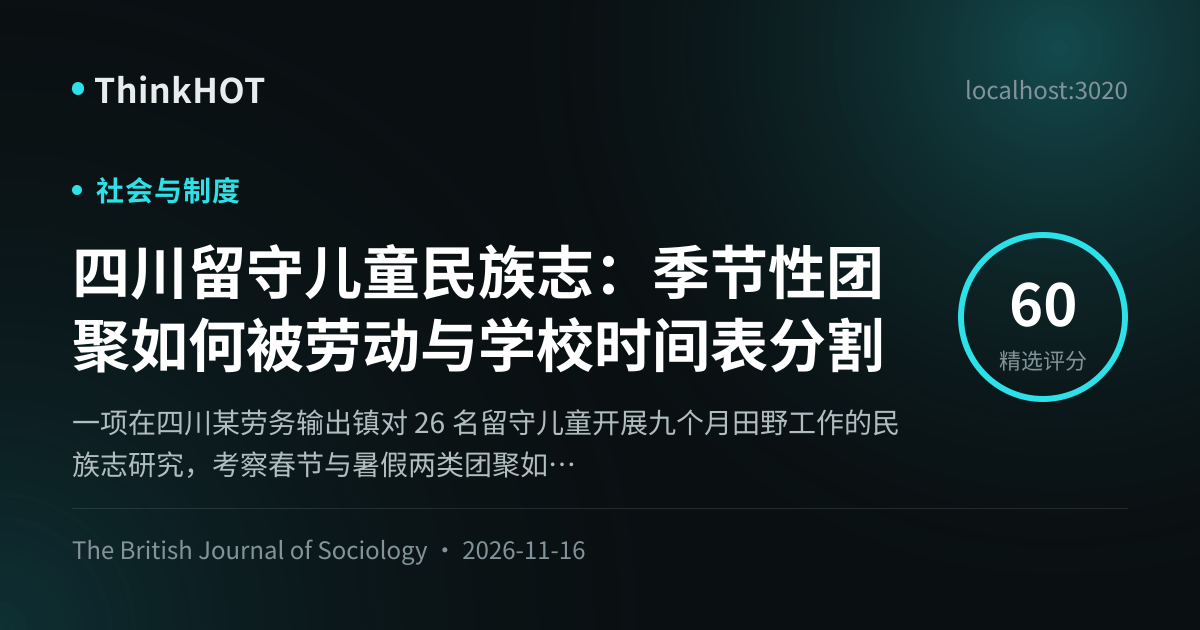 ThinkHOT
localhost:3020
社会与制度
四川留守儿童民族志：季节性团
聚如何被劳动与学校时间表分割
60
精选评分
一项在四川某劳务输出镇对 26 名留守儿童开展九个月田野工作的民
族志研究，考察春节与暑假两类团聚如…
The British Journal of Sociology • 2026-11-16